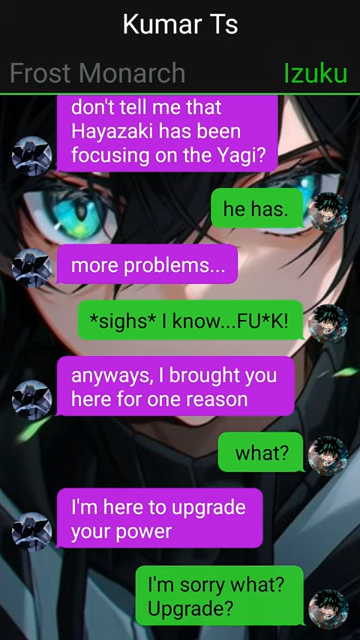 Kumar Ts
Frost Monarch Izuku
don't tell me that
Hayazaki has been
focusing on the Yagi?
he has.
more problems...
*sighs* I know...FU*K!
anyways, I brought you
here for one reason
what?
I'm here to upgrade
your power
I'm sorry what?
Upgrade?